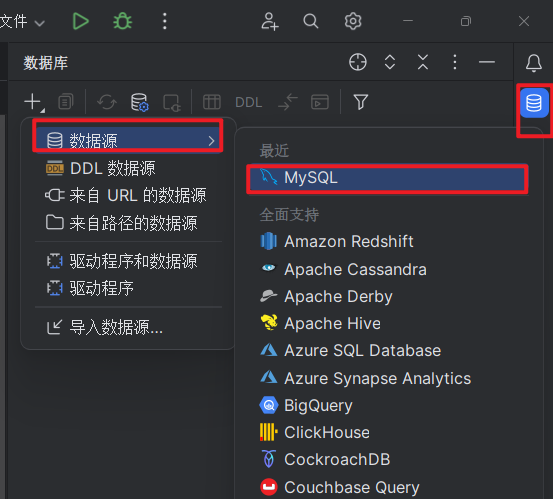 文件
数据库
DDL
数据源
DDL 数据源
来自 URL 的数据源
来自路径的数据源
驱动程序和数据源
驱动程序
导入数据源...
最近
MySQL
全面支持
Amazon Redshift
Apache Cassandra
Apache Derby
Apache Hive
Azure SQL Database
Azure Synapse Analytics
BigQuery
ClickHouse
CockroachDB
Couchbase Query